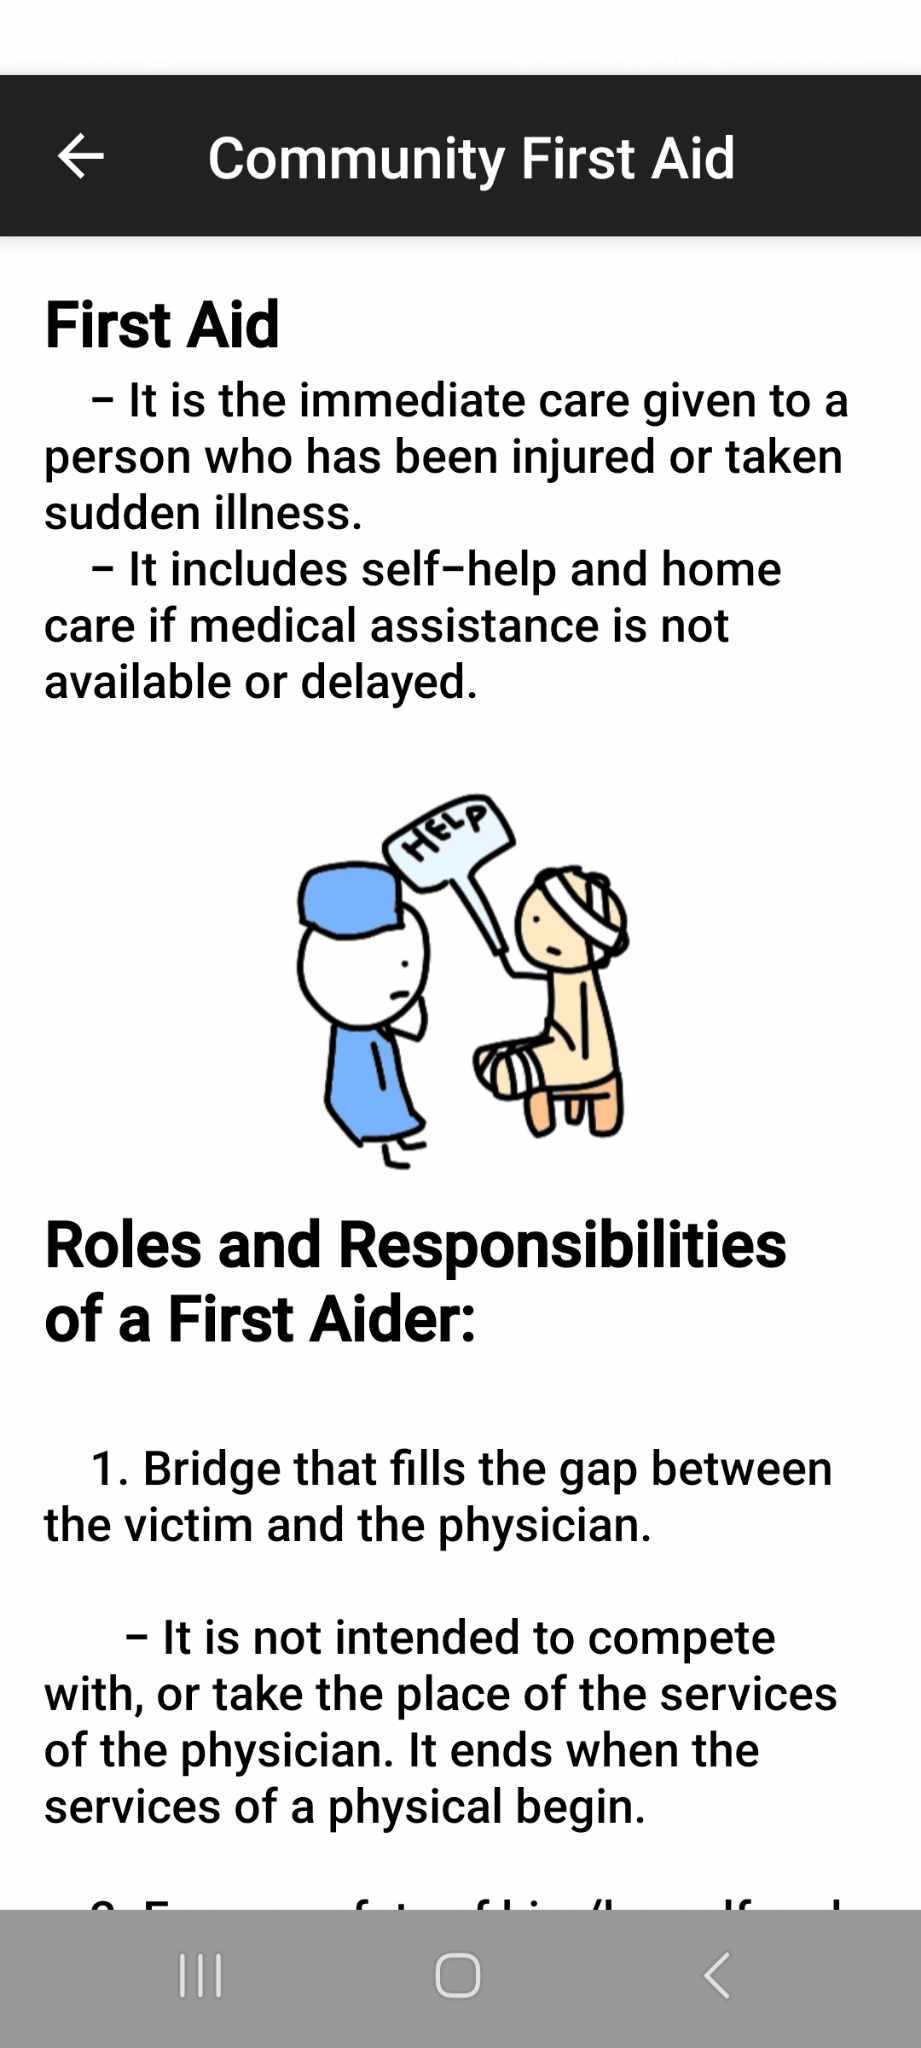 Community First Aid
First Aid
– It is the immediate care given to a
person who has been injured or taken
sudden illness.
– It includes self–help and home
care if medical assistance is not
available or delayed.
HELP
Roles and Responsibilities
of a First Aider:
1. Bridge that fills the gap between
the victim and the physician.
– It is not intended to compete
with, or take the place of the services
of the physician. It ends when the
services of a physical begin.